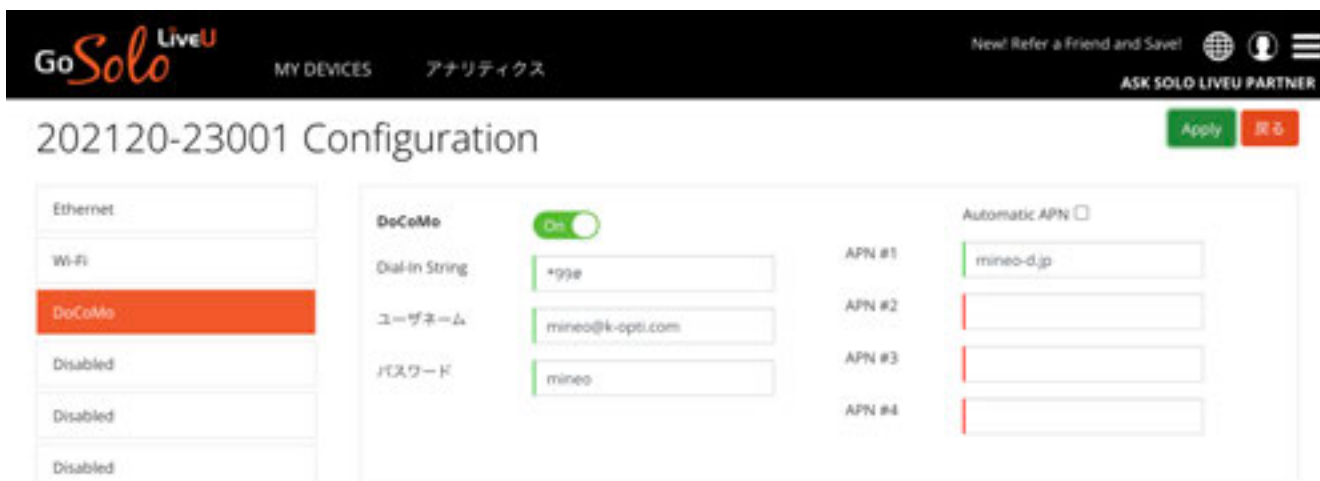 GoSolo LiveU
MY DEVICES アナリティクス
New! Refer a Friend and Save!
ASK SOLO LIVEU PARTNER
202120-23001 Configuration
Apply 戻る
Ethernet
Wi-Fi
DoCoMo
Disabled
Disabled
Disabled
DoCoMo On
Dial-in String *99#
ユーザネーム mineo@k-opti.com
パスワード mineo
Automatic APN
APN #1 mineo-d.jp
APN #2
APN #3
APN #4